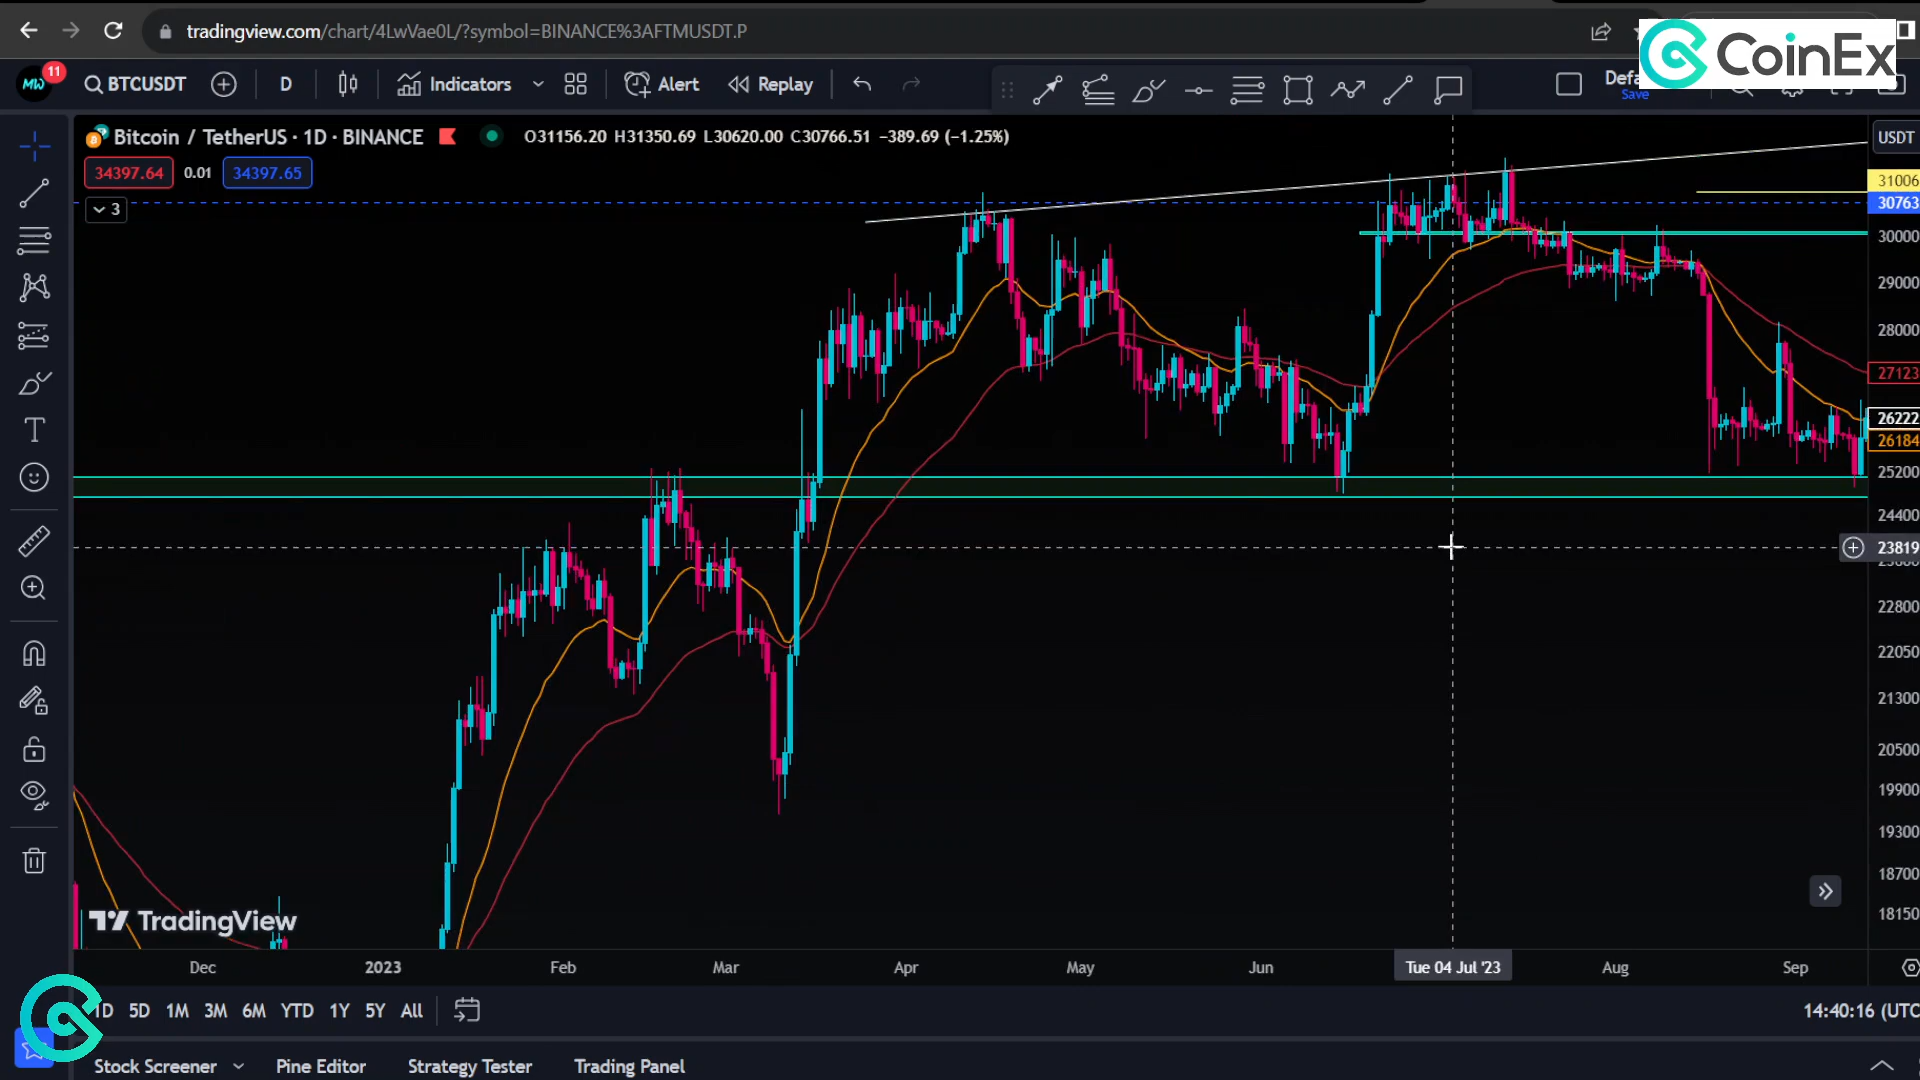 tradingview.com/chart/4LwVae0L/?symbol=BINANCE%3AFTMUSDT.P
CoinEx
MW 11
BTCUSDT D Indicators Alert Replay
Save
Bitcoin / TetherUS · 1D · BINANCE O31156.20 H31350.69 L30620.00 C30766.51 −389.69 (−1.25%)
USDT
34397.64 0.01 34397.65
3
31006
30763
30000
29000
28000
27123
26222
26184
25200
24400
23819
22800
22050
21300
20500
19900
19300
18700
18150
TradingView
Dec 2023 Feb Mar Apr May Jun Tue 04 Jul '23 Aug Sep
1D 5D 1M 3M 6M YTD 1Y 5Y All
14:40:16 (UTC
Stock Screener Pine Editor Strategy Tester Trading Panel